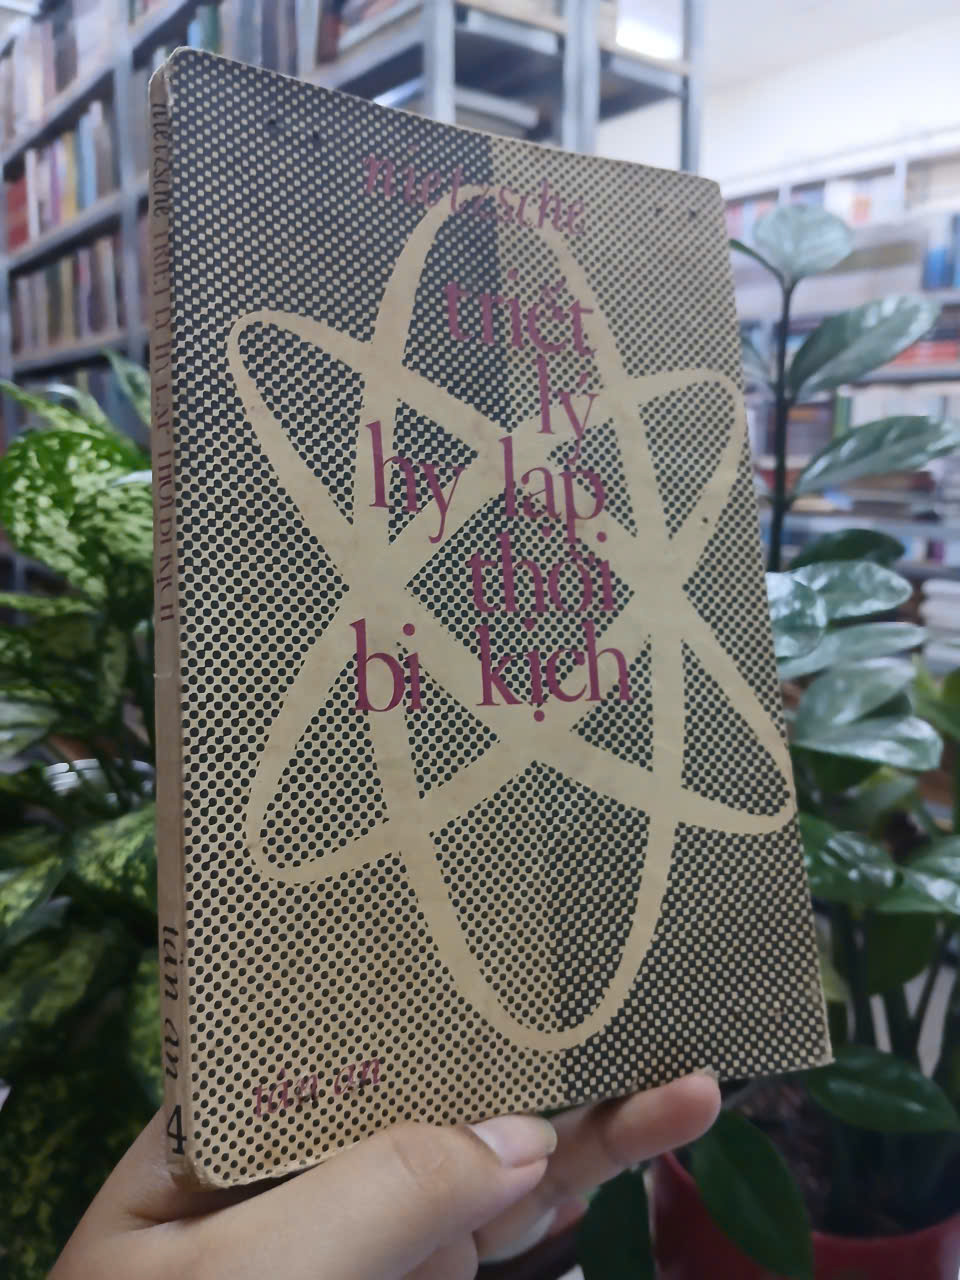 nietzsche
triết
lý
hy lạp
thời
bi kịch
tân an
nietzsche TRIẾT LÝ HY LẠP THỜI BI KỊCH tân an 4